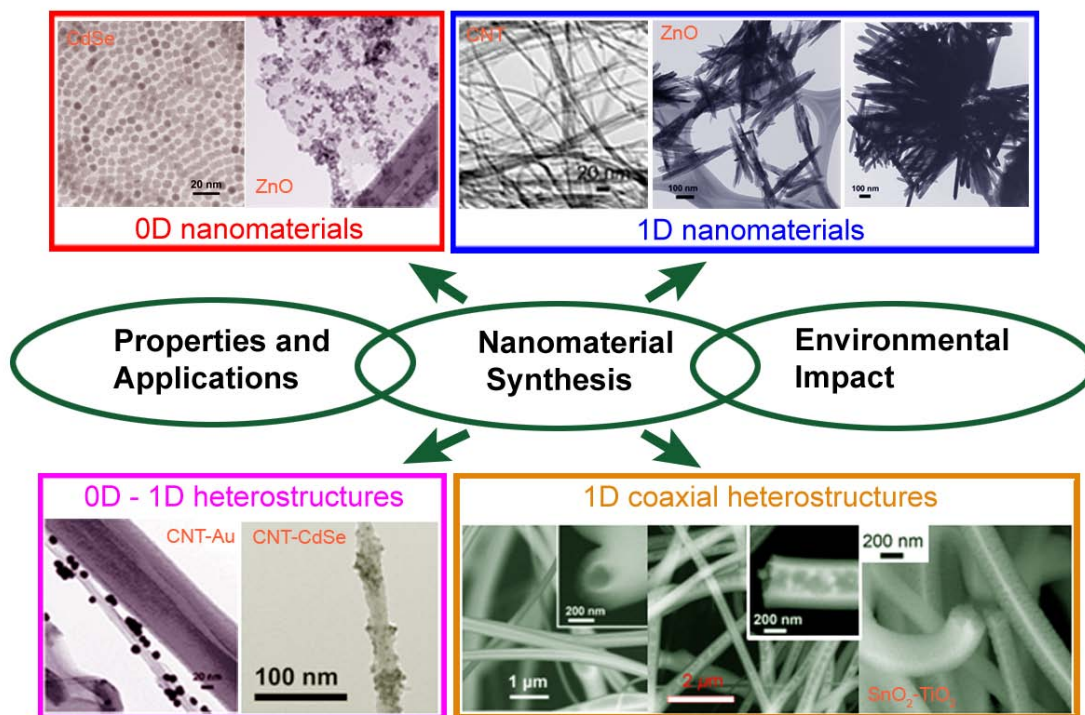 CdSe
20 nm
ZnO
0D nanomaterials
CNT
20 nm
ZnO
100 nm
100 nm
1D nanomaterials
Properties and
Applications
Nanomaterial
Synthesis
Environmental
Impact
0D - 1D heterostructures
CNT-Au
20 nm
CNT-CdSe
100 nm
1D coaxial heterostructures
200 nm
1 μm
200 nm
2 μm
200 nm
SnO₂-TiO₂